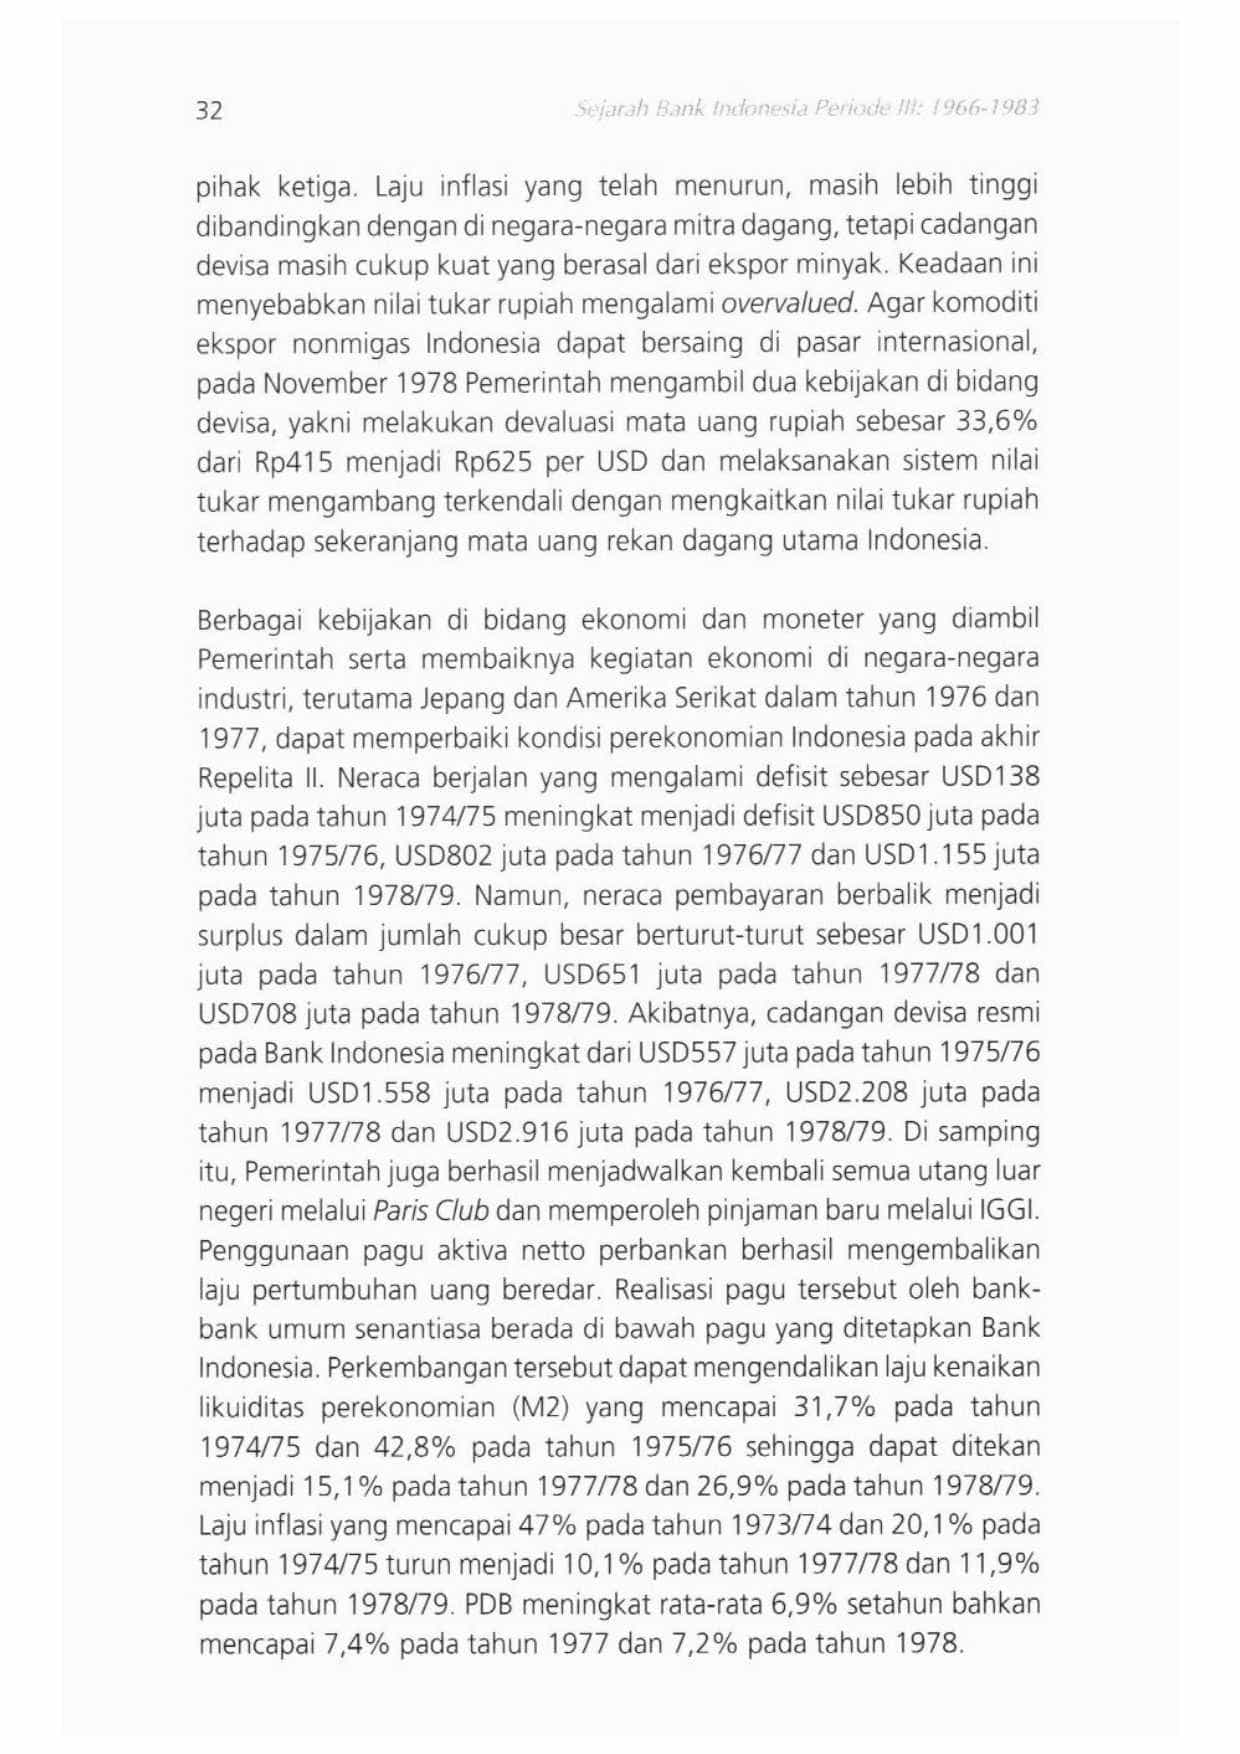 32
Sejarah Bank Indonesia Periode III: 1966-1983
pihak ketiga. Laju inflasi yang telah menurun, masih lebih tinggi
dibandingkan dengan di negara-negara mitra dagang, tetapi cadangan
devisa masih cukup kuat yang berasal dari ekspor minyak. Keadaan ini
menyebabkan nilai tukar rupiah mengalami overvalued. Agar komoditi
ekspor nonmigas Indonesia dapat bersaing di pasar internasional,
pada November 1978 Pemerintah mengambil dua kebijakan di bidang
devisa, yakni melakukan devaluasi mata uang rupiah sebesar 33,6%
dari Rp415 menjadi Rp625 per USD dan melaksanakan sistem nilai
tukar mengambang terkendali dengan mengkaitkan nilai tukar rupiah
terhadap sekeranjang mata uang rekan dagang utama Indonesia.
Berbagai kebijakan di bidang ekonomi dan moneter yang diambil
Pemerintah serta membaiknya kegiatan ekonomi di negara-negara
industri, terutama Jepang dan Amerika Serikat dalam tahun 1976 dan
1977, dapat memperbaiki kondisi perekonomian Indonesia pada akhir
Repelita II. Neraca berjalan yang mengalami defisit sebesar USD138
juta pada tahun 1974/75 meningkat menjadi defisit USD850 juta pada
tahun 1975/76, USD802 juta pada tahun 1976/77 dan USD1.155 juta
pada tahun 1978/79. Namun, neraca pembayaran berbalik menjadi
surplus dalam jumlah cukup besar berturut-turut sebesar USD1.001
juta pada tahun 1976/77, USD651 juta pada tahun 1977/78 dan
USD708 juta pada tahun 1978/79. Akibatnya, cadangan devisa resmi
pada Bank Indonesia meningkat dari USD557 juta pada tahun 1975/76
menjadi USD1.558 juta pada tahun 1976/77, USD2.208 juta pada
tahun 1977/78 dan USD2.916 juta pada tahun 1978/79. Di samping
itu, Pemerintah juga berhasil menjadwalkan kembali semua utang luar
negeri melalui Paris Club dan memperoleh pinjaman baru melalui IGGI.
Penggunaan pagu aktiva netto perbankan berhasil mengembalikan
laju pertumbuhan uang beredar. Realisasi pagu tersebut oleh bank-
bank umum senantiasa berada di bawah pagu yang ditetapkan Bank
Indonesia. Perkembangan tersebut dapat mengendalikan laju kenaikan
likuiditas perekonomian (M2) yang mencapai 31,7% pada tahun
1974/75 dan 42,8% pada tahun 1975/76 sehingga dapat ditekan
menjadi 15,1% pada tahun 1977/78 dan 26,9% pada tahun 1978/79.
Laju inflasi yang mencapai 47% pada tahun 1973/74 dan 20,1% pada
tahun 1974/75 turun menjadi 10,1% pada tahun 1977/78 dan 11,9%
pada tahun 1978/79. PDB meningkat rata-rata 6,9% setahun bahkan
mencapai 7,4% pada tahun 1977 dan 7,2% pada tahun 1978.